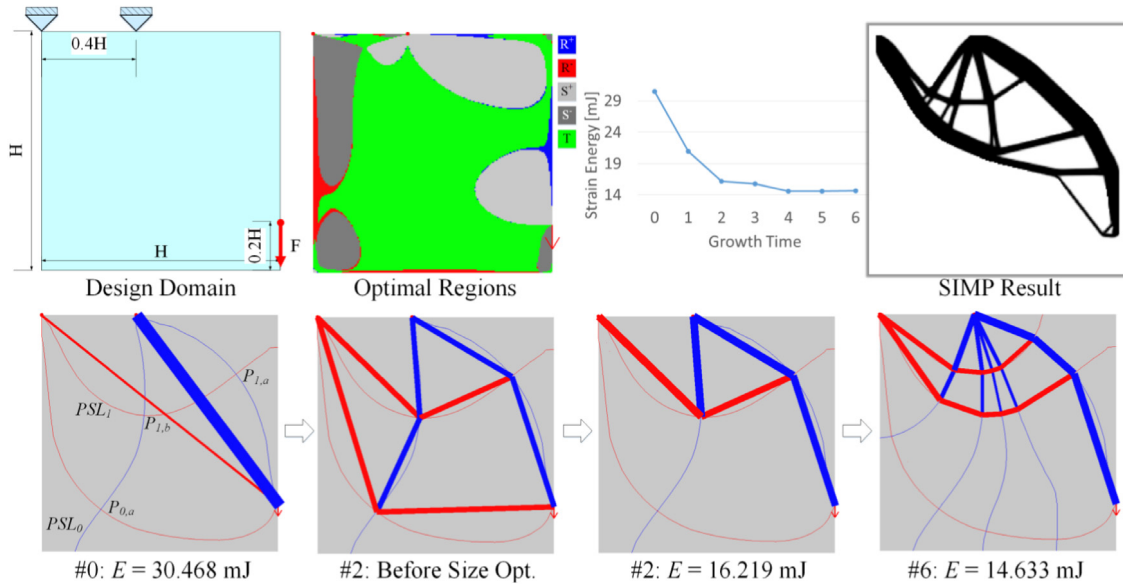 0.4H
H
0.2H
F
H
Design Domain
R+
R-
S+
S-
T
Optimal Regions
Strain Energy [mJ]
29
24
19
14
0 1 2 3 4 5 6
Growth Time
SIMP Result
P1,a
PSL1
P1,b
P0,a
PSL0
#0: E = 30.468 mJ
#2: Before Size Opt.
#2: E = 16.219 mJ
#6: E = 14.633 mJ